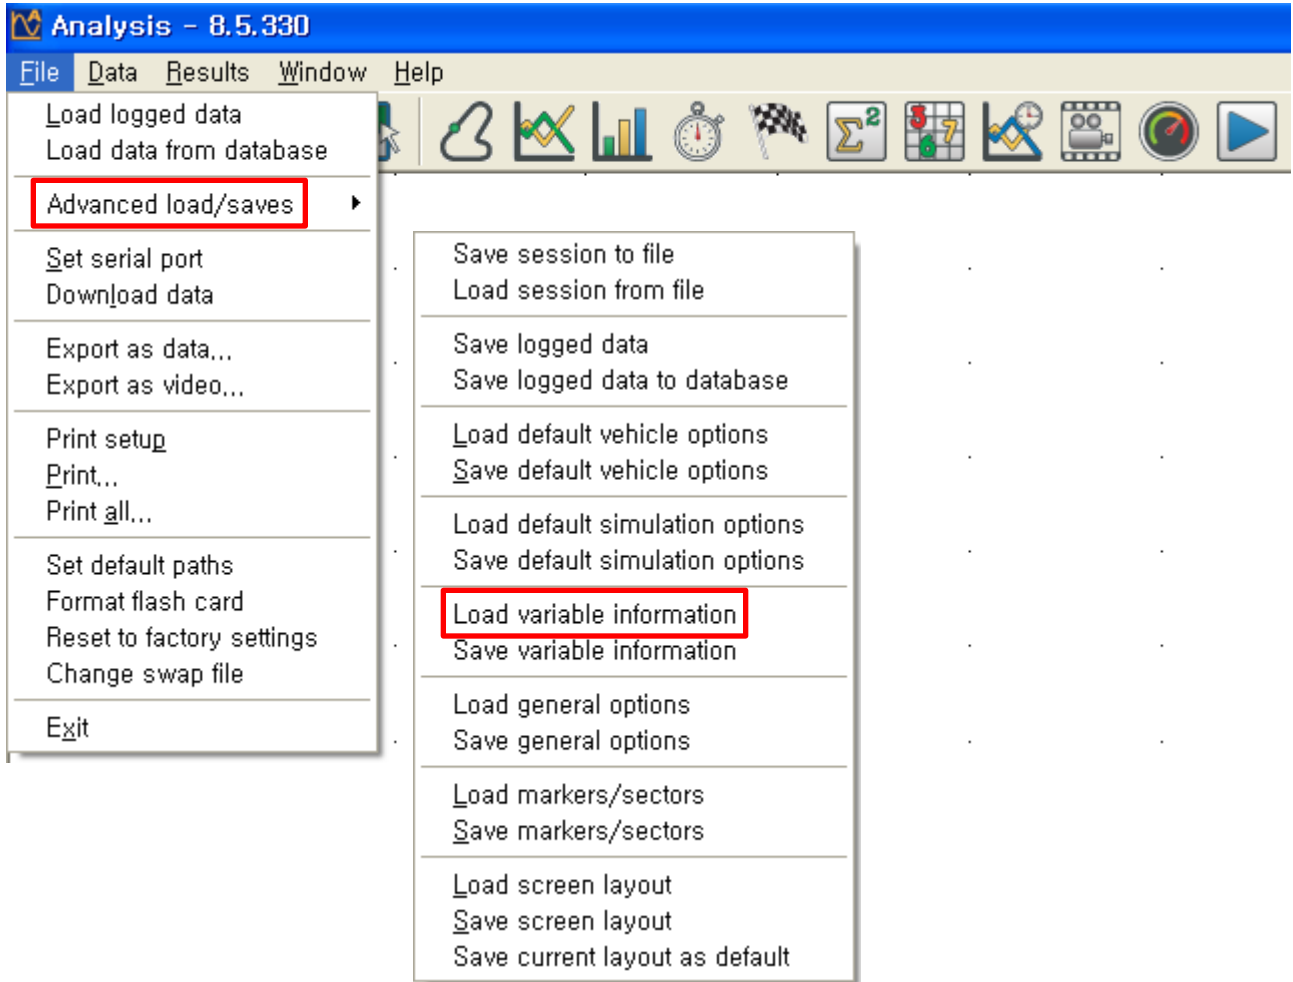 Analysis - 8.5.330
File Data Results Window Help
Load logged data
Load data from database
Advanced load/saves
Set serial port
Download data
Export as data...
Export as video...
Print setup
Print...
Print all...
Set default paths
Format flash card
Reset to factory settings
Change swap file
Exit
Σ2
3
7
6
Save session to file
Load session from file
Save logged data
Save logged data to database
Load default vehicle options
Save default vehicle options
Load default simulation options
Save default simulation options
Load variable information
Save variable information
Load general options
Save general options
Load markers/sectors
Save markers/sectors
Load screen layout
Save screen layout
Save current layout as default